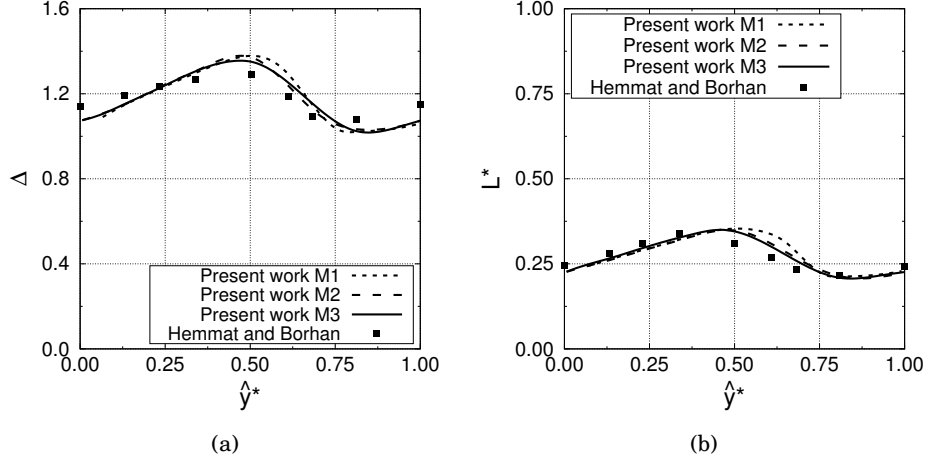 1.6
1.2
0.8
0.4
0.0
Δ
Present work M1
Present work M2
Present work M3
Hemmat and Borhan
0.00 0.25 0.50 0.75 1.00
ŷ*
(a)
1.00
0.75
0.50
0.25
0.00
L*
Present work M1
Present work M2
Present work M3
Hemmat and Borhan
0.00 0.25 0.50 0.75 1.00
ŷ*
(b)